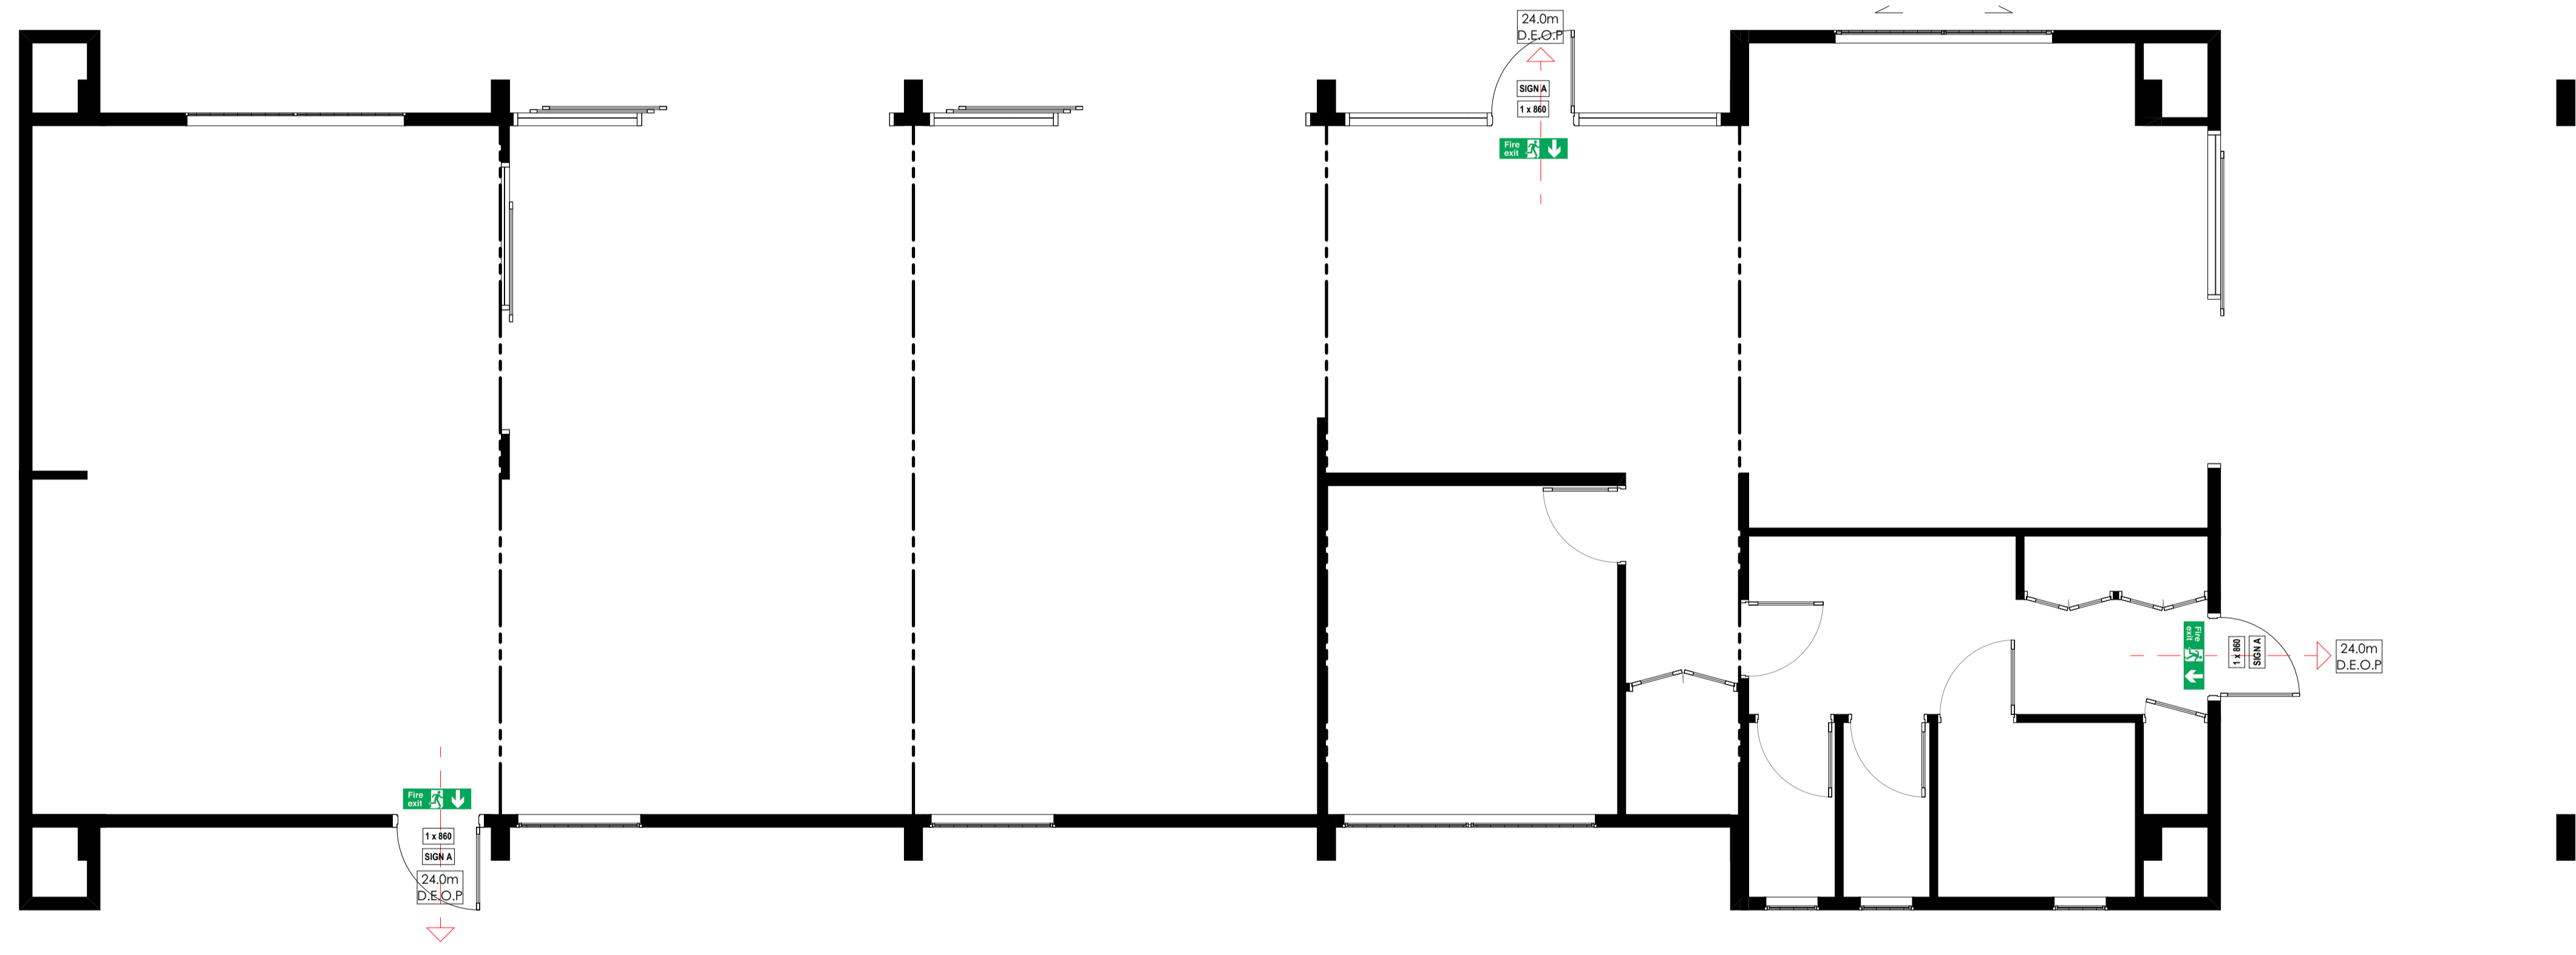 24.0m
D.E.O.P
SIGN A
1 x 860
Fire
exit
Fire
exit
1 x 860
SIGN A
24.0m
D.E.O.P
Fire
exit
1 x 860
SIGN A
24.0m
D.E.O.P